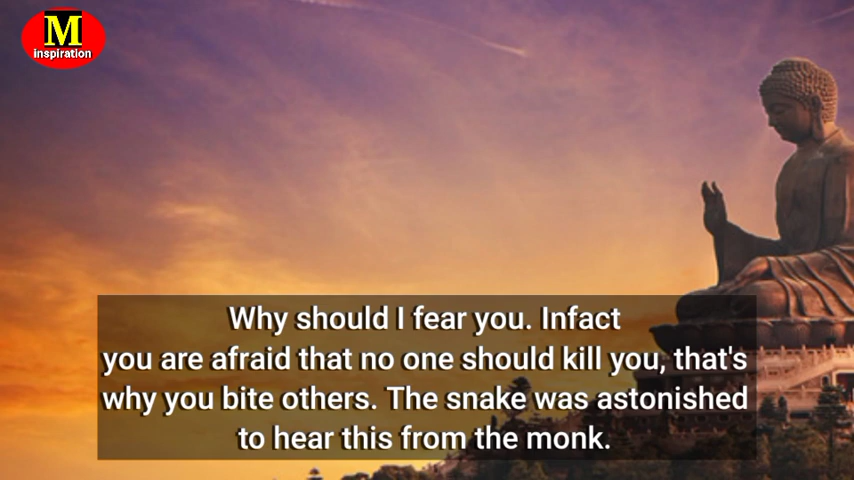 M
inspiration
Why should I fear you. Infact
you are afraid that no one should kill you, that's
why you bite others. The snake was astonished
to hear this from the monk.